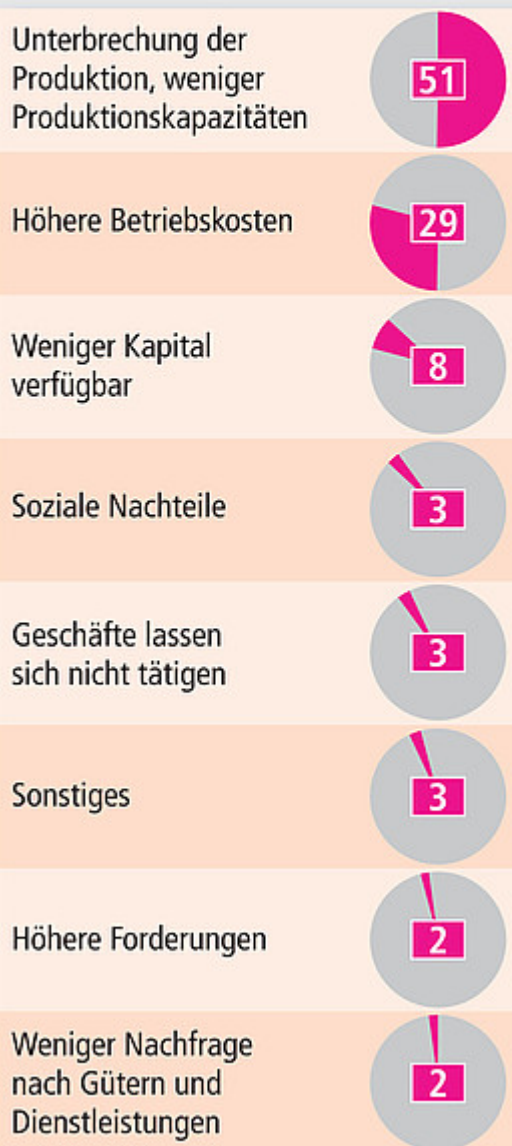 Unterbrechung der
Produktion, weniger
Produktionskapazitäten
51
Höhere Betriebskosten
29
Weniger Kapital
verfügbar
8
Soziale Nachteile
3
Geschäfte lassen
sich nicht tätigen
3
Sonstiges
3
Höhere Forderungen
2
Weniger Nachfrage
nach Gütern und
Dienstleistungen
2